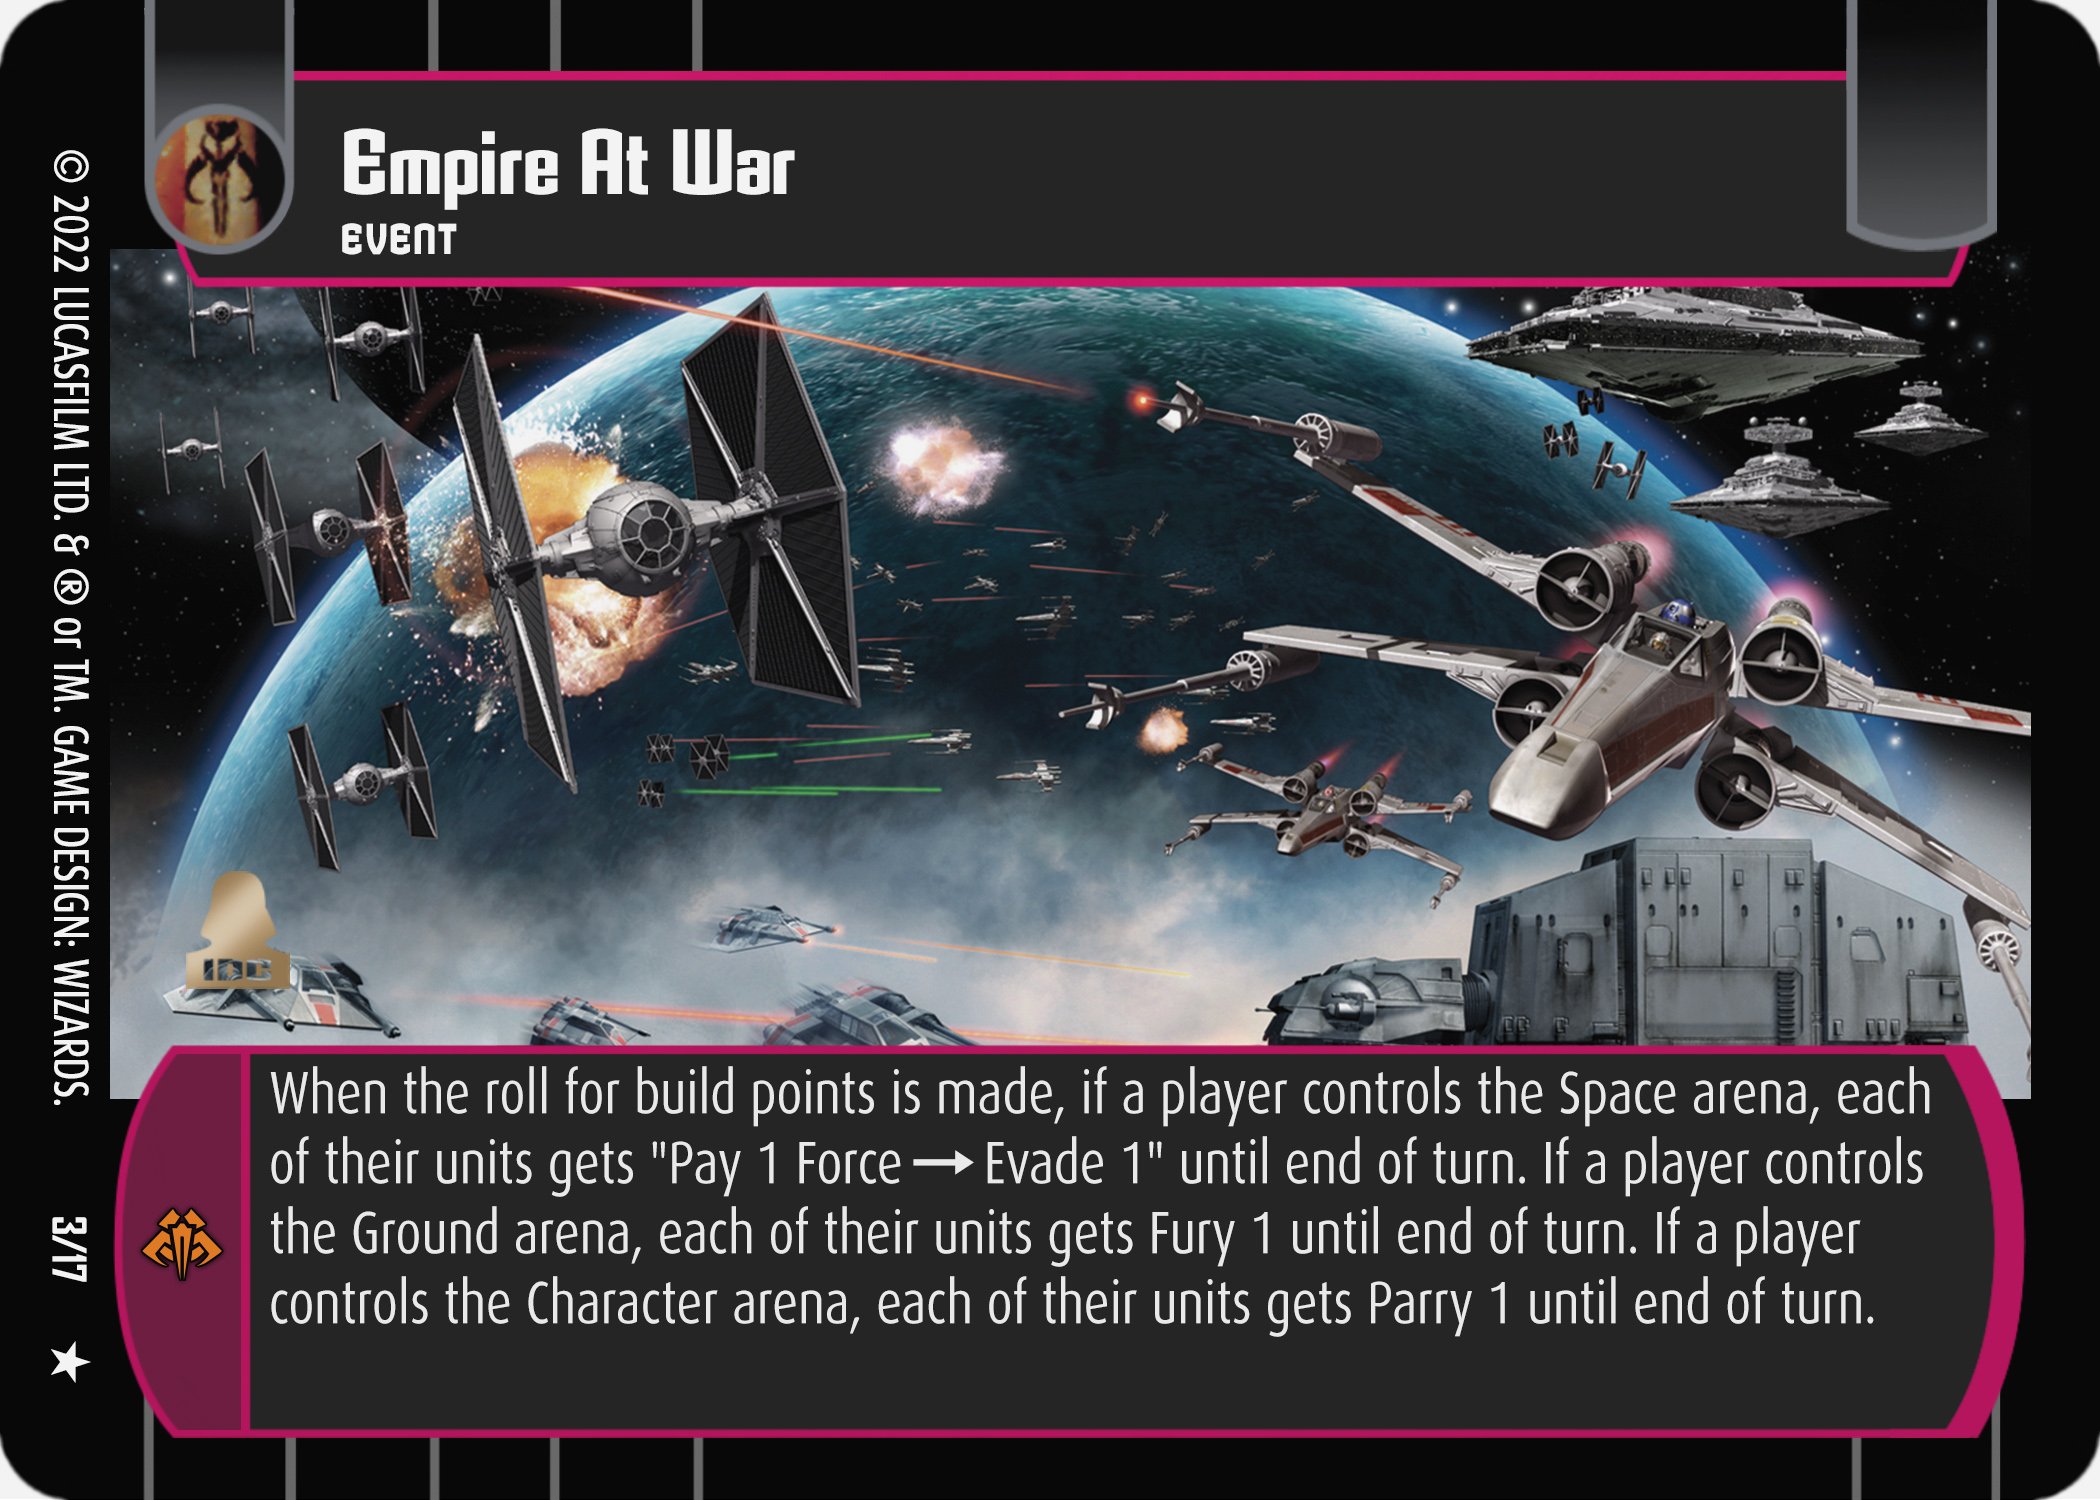 Empire At War
EVENT
IDC
When the roll for build points is made, if a player controls the Space arena, each
of their units gets "Pay 1 Force → Evade 1" until end of turn. If a player controls
the Ground arena, each of their units gets Fury 1 until end of turn. If a player
controls the Character arena, each of their units gets Parry 1 until end of turn.
© 2022 LUCASFILM LTD. & ® or TM. GAME DESIGN: WIZARDS. 3/17 ★